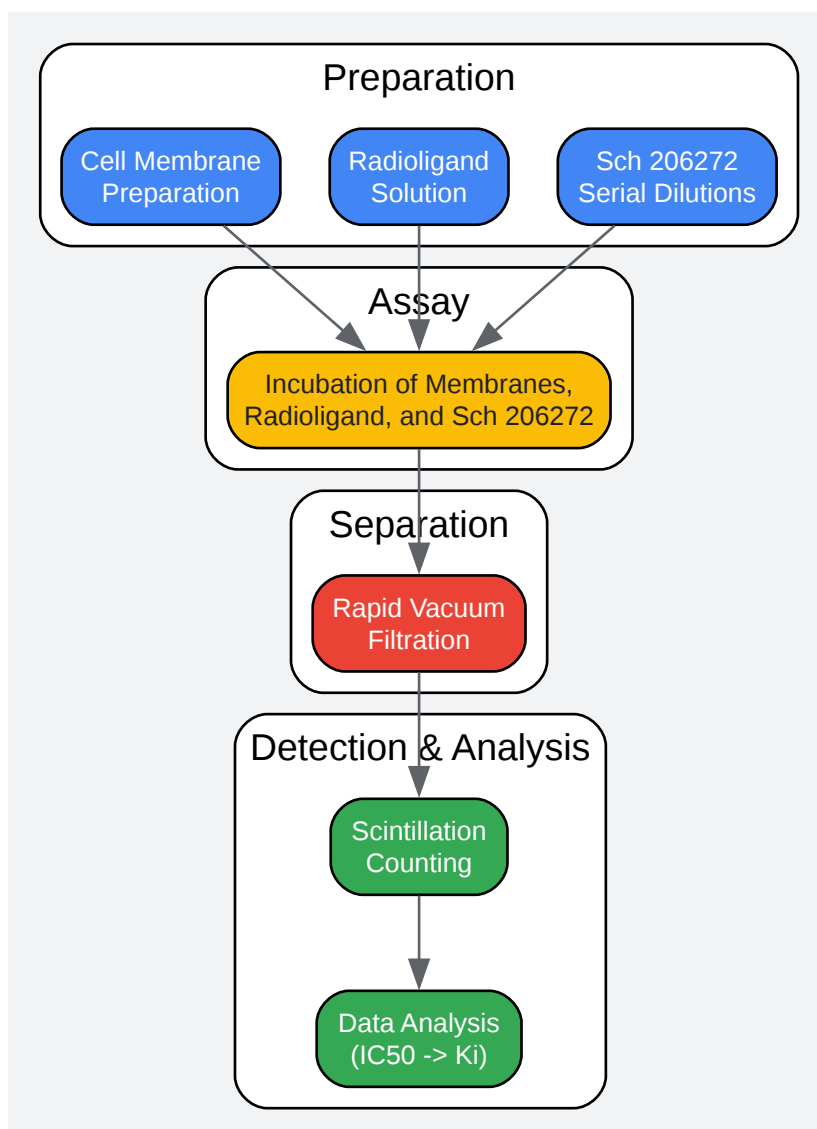 Preparation
Cell Membrane
Preparation
Radioligand
Solution
Sch 206272
Serial Dilutions
Assay
Incubation of Membranes,
Radioligand, and Sch 206272
Separation
Rapid Vacuum
Filtration
Detection & Analysis
Scintillation
Counting
Data Analysis
(IC50 -> Ki)